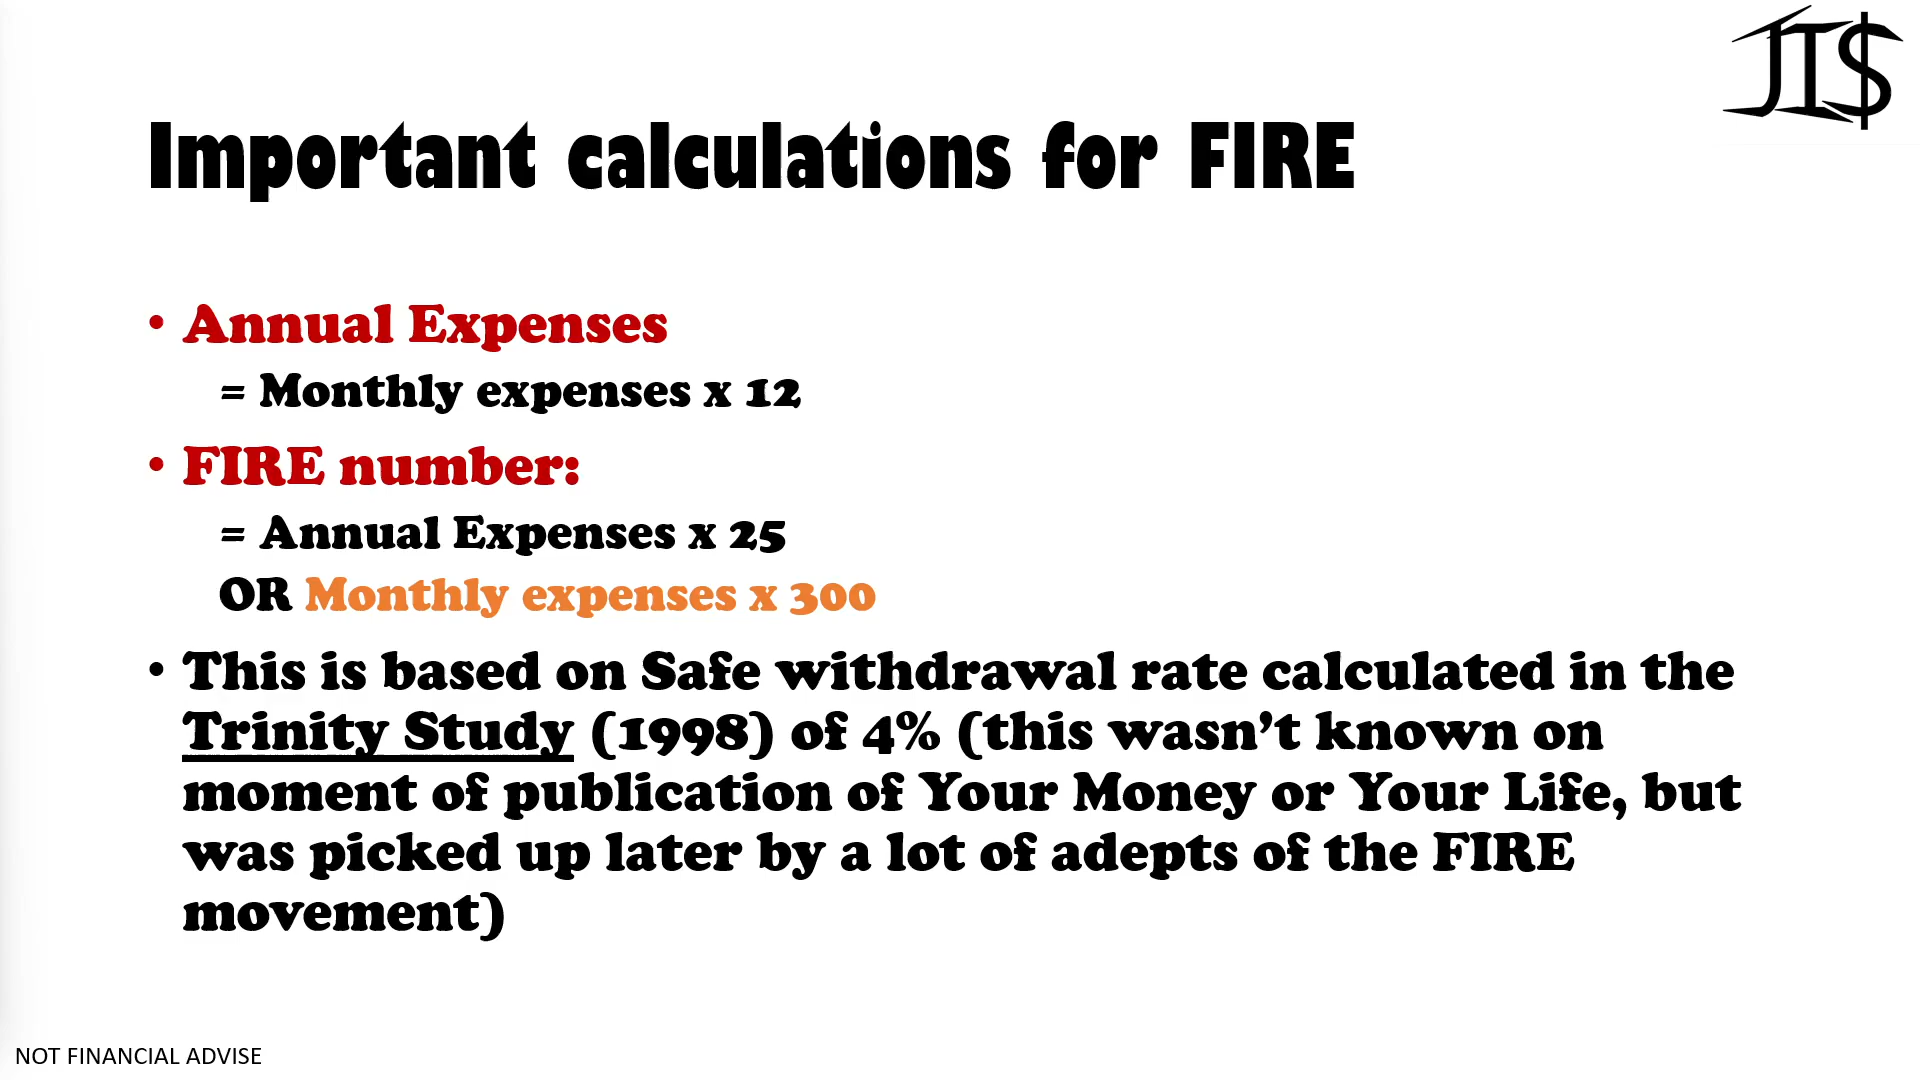 JI$
Important calculations for FIRE
• Annual Expenses
= Monthly expenses x 12
• FIRE number:
= Annual Expenses x 25
OR Monthly expenses x 300
• This is based on Safe withdrawal rate calculated in the
Trinity Study (1998) of 4% (this wasn’t known on
moment of publication of Your Money or Your Life, but
was picked up later by a lot of adepts of the FIRE
movement)
NOT FINANCIAL ADVISE